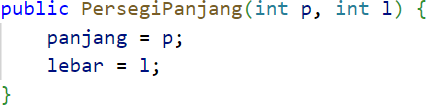 public PersegiPanjang(int p, int l) {
panjang = p;
lebar = l;
}